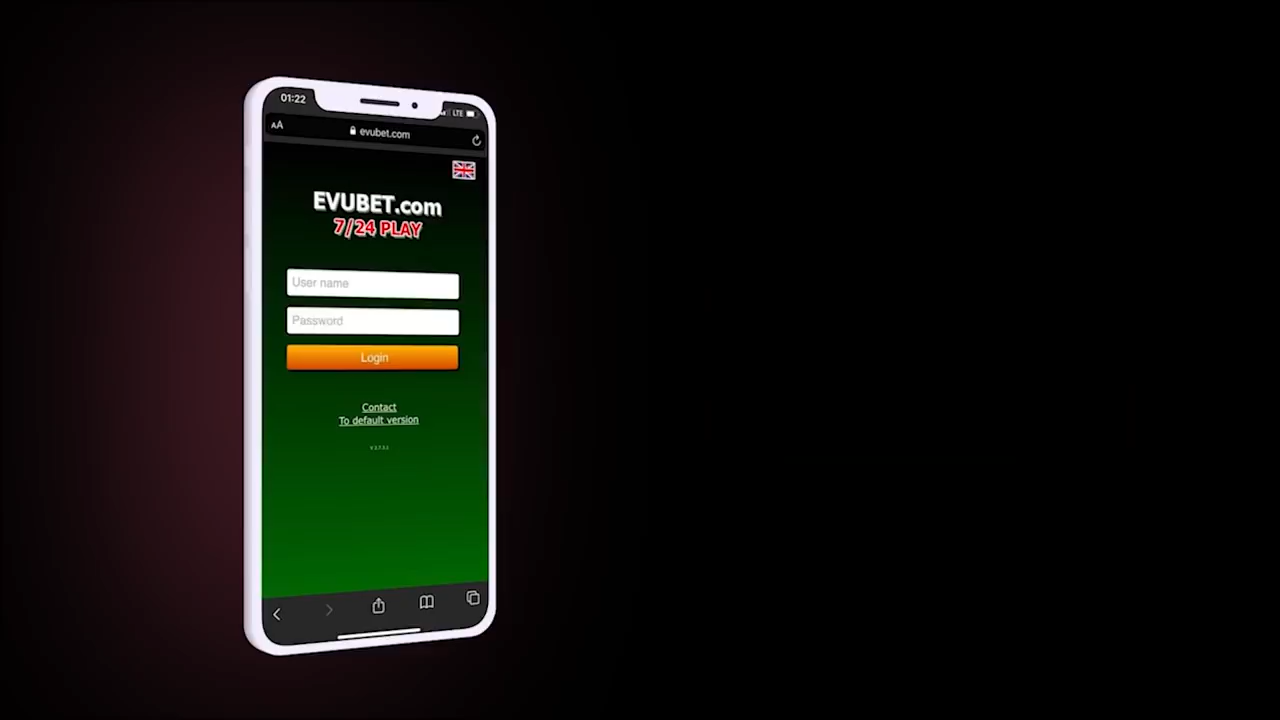 01:22
LTE
AA
evubet.com
EVUBET.com
7/24 PLAY
User name
Password
Login
Contact
To default version